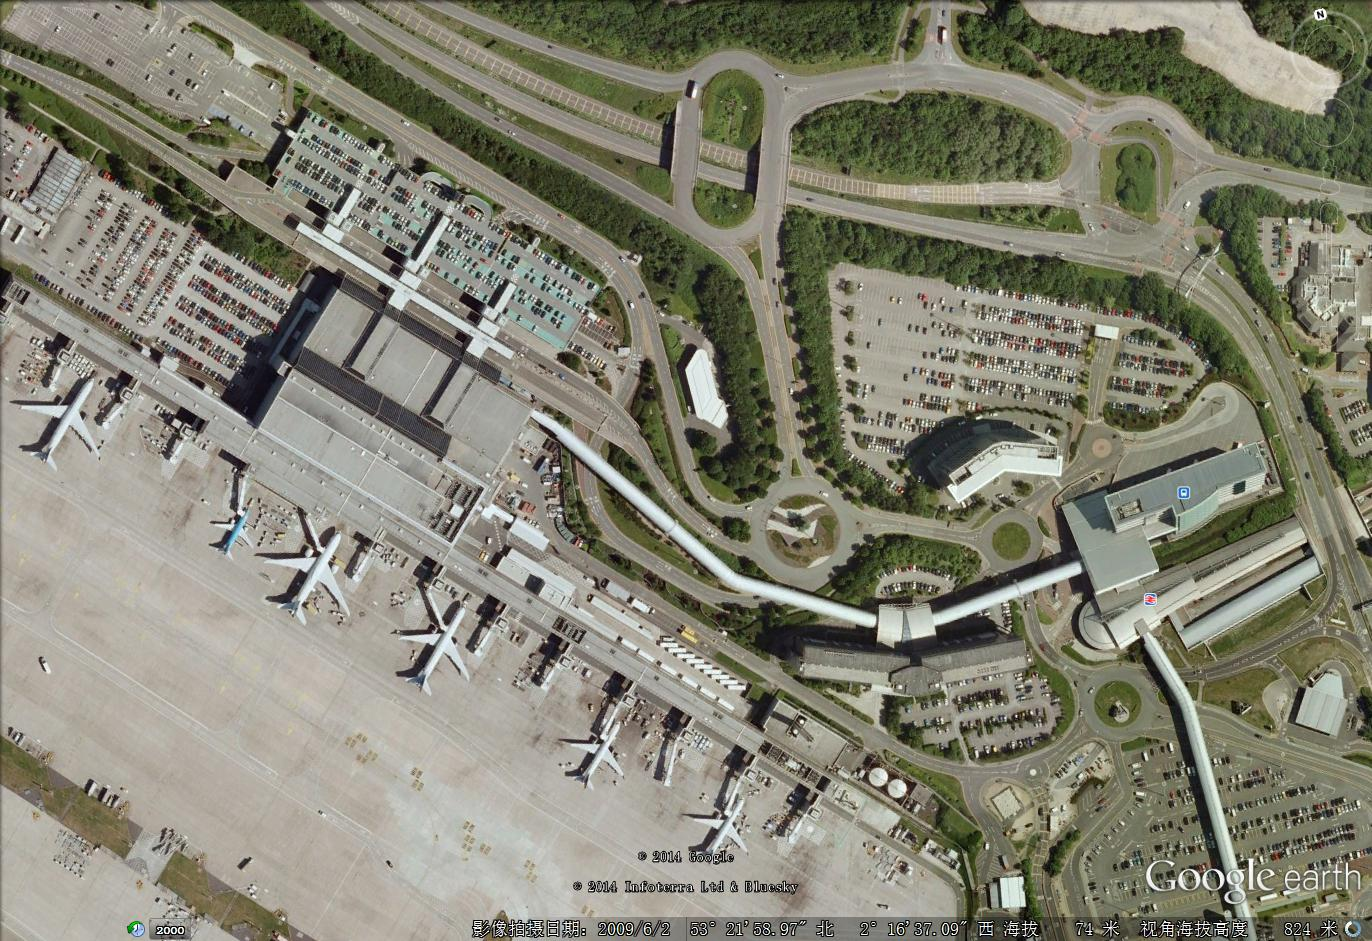 N
© 2014 Google
© 2014 Infoterra Ltd & Bluesky
Google earth
2000
影像拍摄日期: 2009/6/2 53° 21'58.97" 北 2° 16'37.09" 西 海拔 74 米 视角海拔高度 824 米